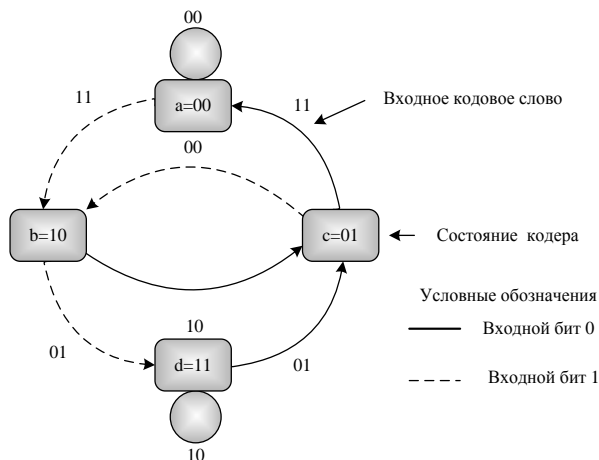 00
a=00
11
11
Входное кодовое слово
00
b=10
c=01
Состояние кодера
Условные обозначения
10
Входной бит 0
01
d=11
01
Входной бит 1
10